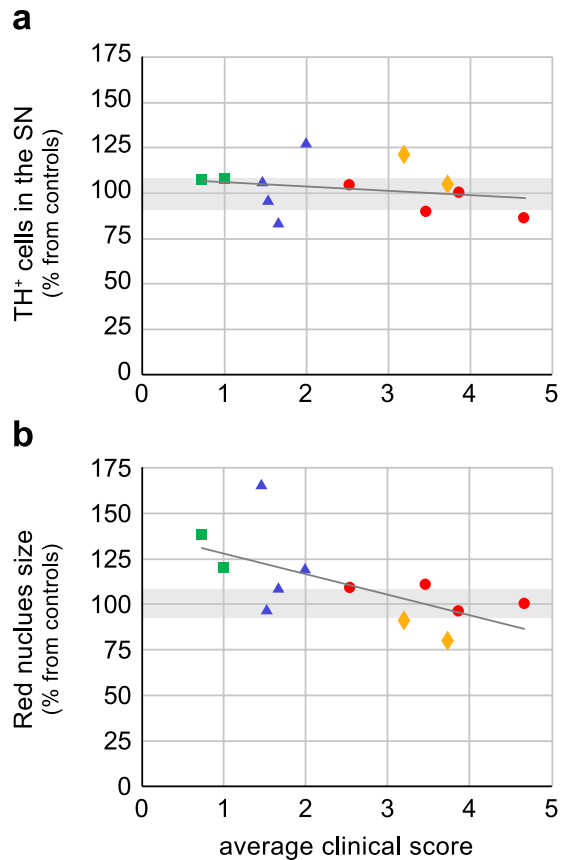 a
175
150
125
100
75
50
25
0
TH⁺ cells in the SN
(% from controls)
0 1 2 3 4 5
b
175
150
125
100
75
50
25
0
Red nuclues size
(% from controls)
0 1 2 3 4 5
average clinical score